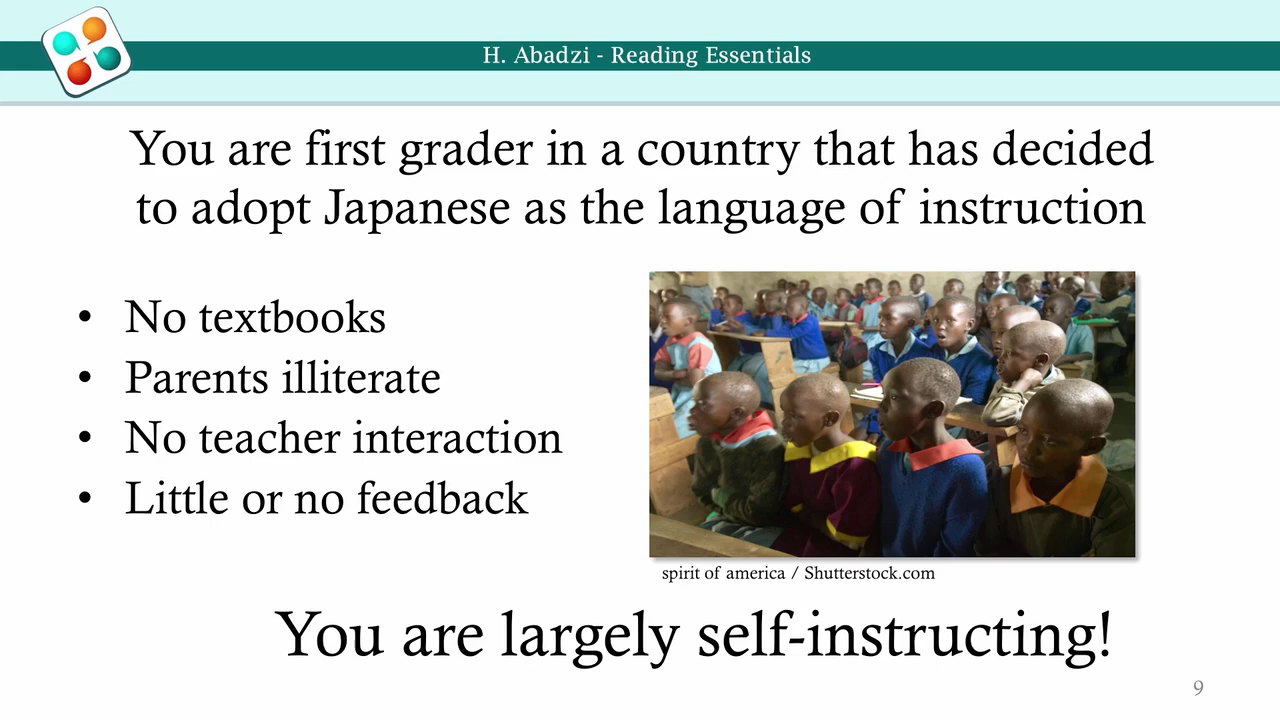 H. Abadzi - Reading Essentials
You are first grader in a country that has decided
to adopt Japanese as the language of instruction
• No textbooks
• Parents illiterate
• No teacher interaction
• Little or no feedback
spirit of america / Shutterstock.com
You are largely self-instructing!
9